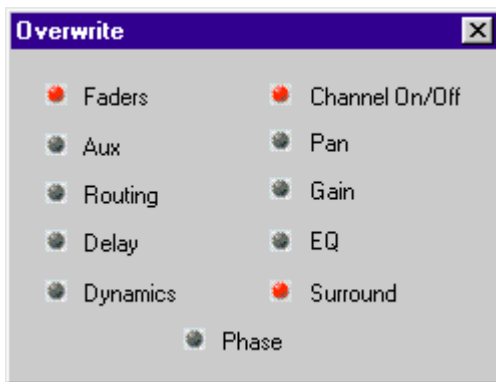 Overwrite
Faders
Channel On/Off
Aux
Pan
Routing
Gain
Delay
EQ
Dynamics
Surround
Phase